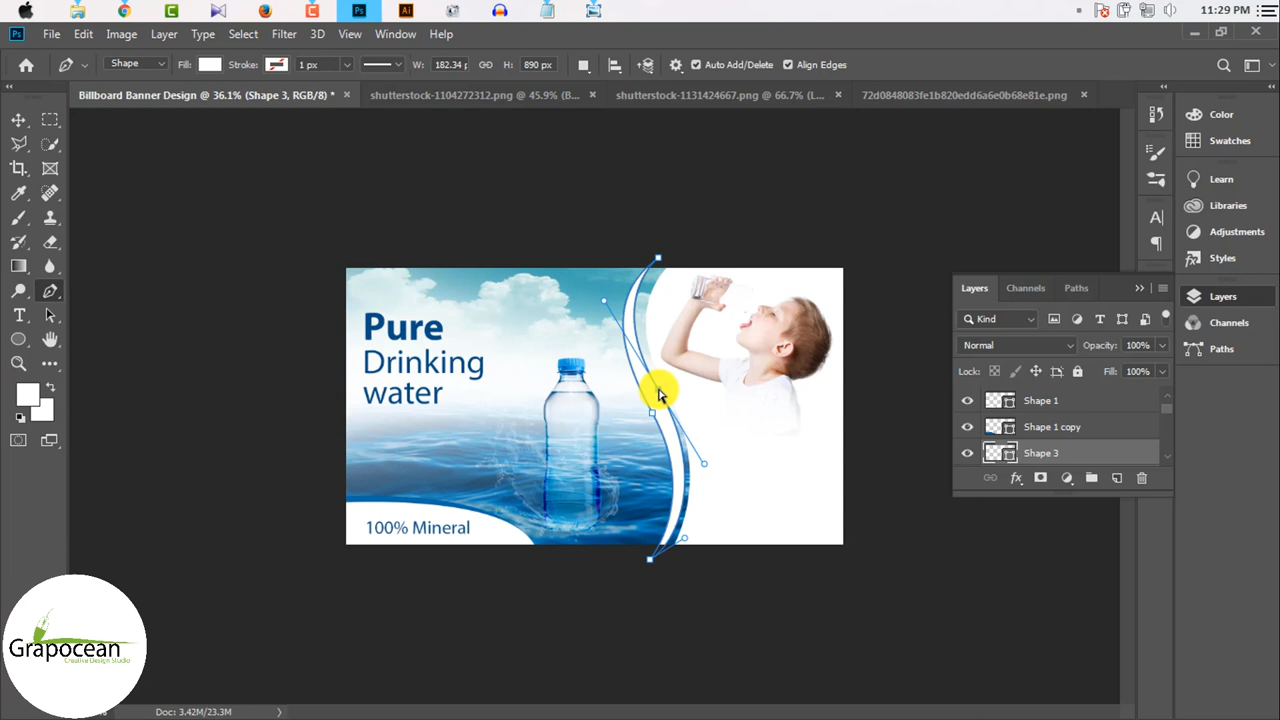 11:29 PM
Ps File Edit Image Layer Type Select Filter 3D View Window Help
Shape Fill: Stroke: 1 px W: 182.34 p H: 890 px Auto Add/Delete Align Edges
Billboard Banner Design @ 36.1% (Shape 3, RGB/8) * × shutterstock-1104272312.png @ 45.9% (B... × shutterstock-1131424667.png @ 66.7% (L... × 72d0848083fe1b820edd6a6e0b68e81e.png ×
Color
Swatches
Learn
Libraries
Adjustments
Styles
Layers
Channels
Paths
Pure
Drinking
water
100% Mineral
Layers Channels Paths
Kind
Normal Opacity: 100%
Lock: Fill: 100%
Shape 1
Shape 1 copy
Shape 3
fx
Grapocean
Creative Design Studio
Doc: 3.42M/23.3M